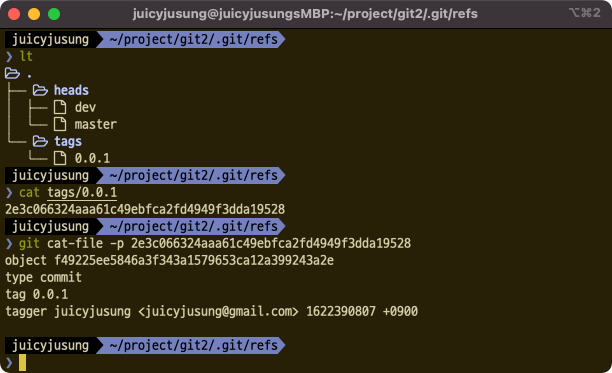 juicyjusung@juicyjusungsMBP:~/project/git2/.git/refs ⌥⌘2
juicyjusung ~/project/git2/.git/refs
❯ lt
.
├── heads
│   ├── dev
│   └── master
└── tags
    └── 0.0.1
juicyjusung ~/project/git2/.git/refs
❯ cat tags/0.0.1
2e3c066324aaa61c49ebfca2fd4949f3dda19528
juicyjusung ~/project/git2/.git/refs
❯ git cat-file -p 2e3c066324aaa61c49ebfca2fd4949f3dda19528
object f49225ee5846a3f343a1579653ca12a399243a2e
type commit
tag 0.0.1
tagger juicyjusung <juicyjusung@gmail.com> 1622390807 +0900
juicyjusung ~/project/git2/.git/refs
❯